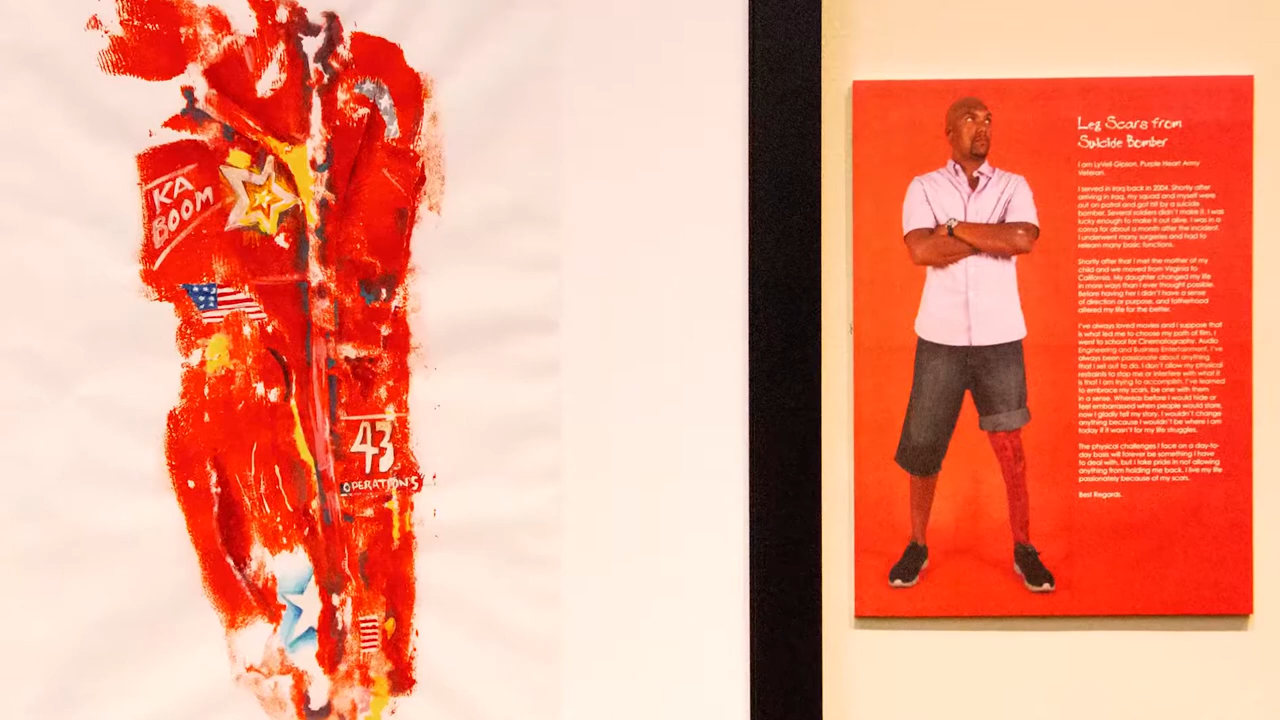 KA
BOOM
43
OPERATIONS
Leg Scars from
Suicide Bomber
I am LyVell Gipson, Purple Heart Army
Veteran.
I served in Iraq back in 2004. Shortly after
arriving in Iraq, my squad and myself were
out on patrol and got hit by a suicide
bomber. Several soldiers didn't make it. I was
lucky enough to make it out alive. I was in a
coma for about a month after the incident.
I underwent many surgeries and had to
relearn many basic functions.
Shortly after that I met the mother of my
child and we moved from Virginia to
California. My daughter changed my life
in more ways than I ever thought possible.
Before having her I didn't have a sense
of direction or purpose, and fatherhood
altered my life for the better.
I've always loved movies and I suppose that
is what led me to choose my path of film. I
went to school for Cinematography, Audio
Engineering and Business Entertainment. I've
always been passionate about anything
that I set out to do. I don't allow my physical
restraints to stop me or interfere with what it
is that I am trying to accomplish. I've learned
to embrace my scars, be one with them
in a sense. Whereas before I would hide or
feel embarrassed when people would stare,
now I gladly tell my story. I wouldn't change
anything because I wouldn't be where I am
today if it wasn't for my life struggles.
The physical challenges I face on a day-to-
day basis will forever be something I have
to deal with, but I take pride in not allowing
anything from holding me back. I live my life
passionately because of my scars.
Best Regards,